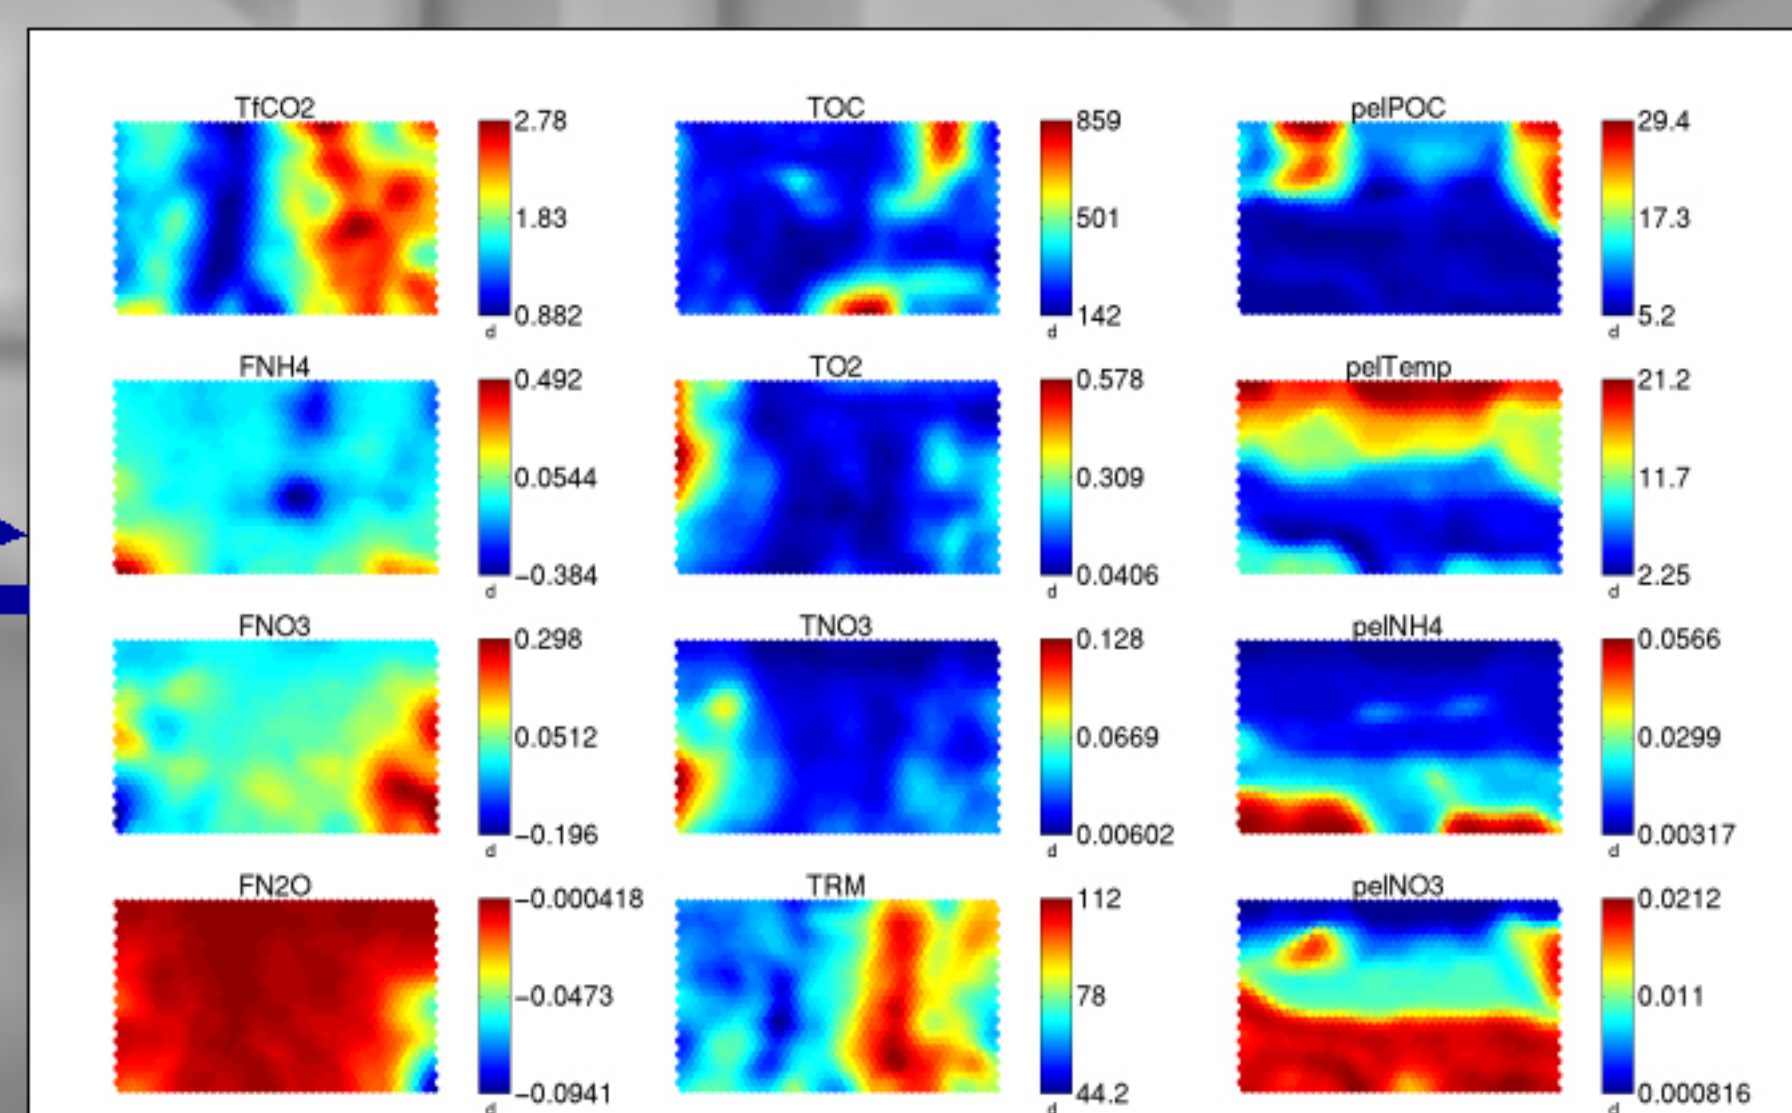 TfCO2
2.78
1.83
0.882
d
TOC
859
501
142
d
pelPOC
29.4
17.3
5.2
d
FNH4
0.492
0.0544
−0.384
d
TO2
0.578
0.309
0.0406
d
pelTemp
21.2
11.7
2.25
d
FNO3
0.298
0.0512
−0.196
d
TNO3
0.128
0.0669
0.00602
d
pelNH4
0.0566
0.0299
0.00317
d
FN2O
−0.000418
−0.0473
−0.0941
d
TRM
112
78
44.2
d
pelNO3
0.0212
0.011
0.000816
d